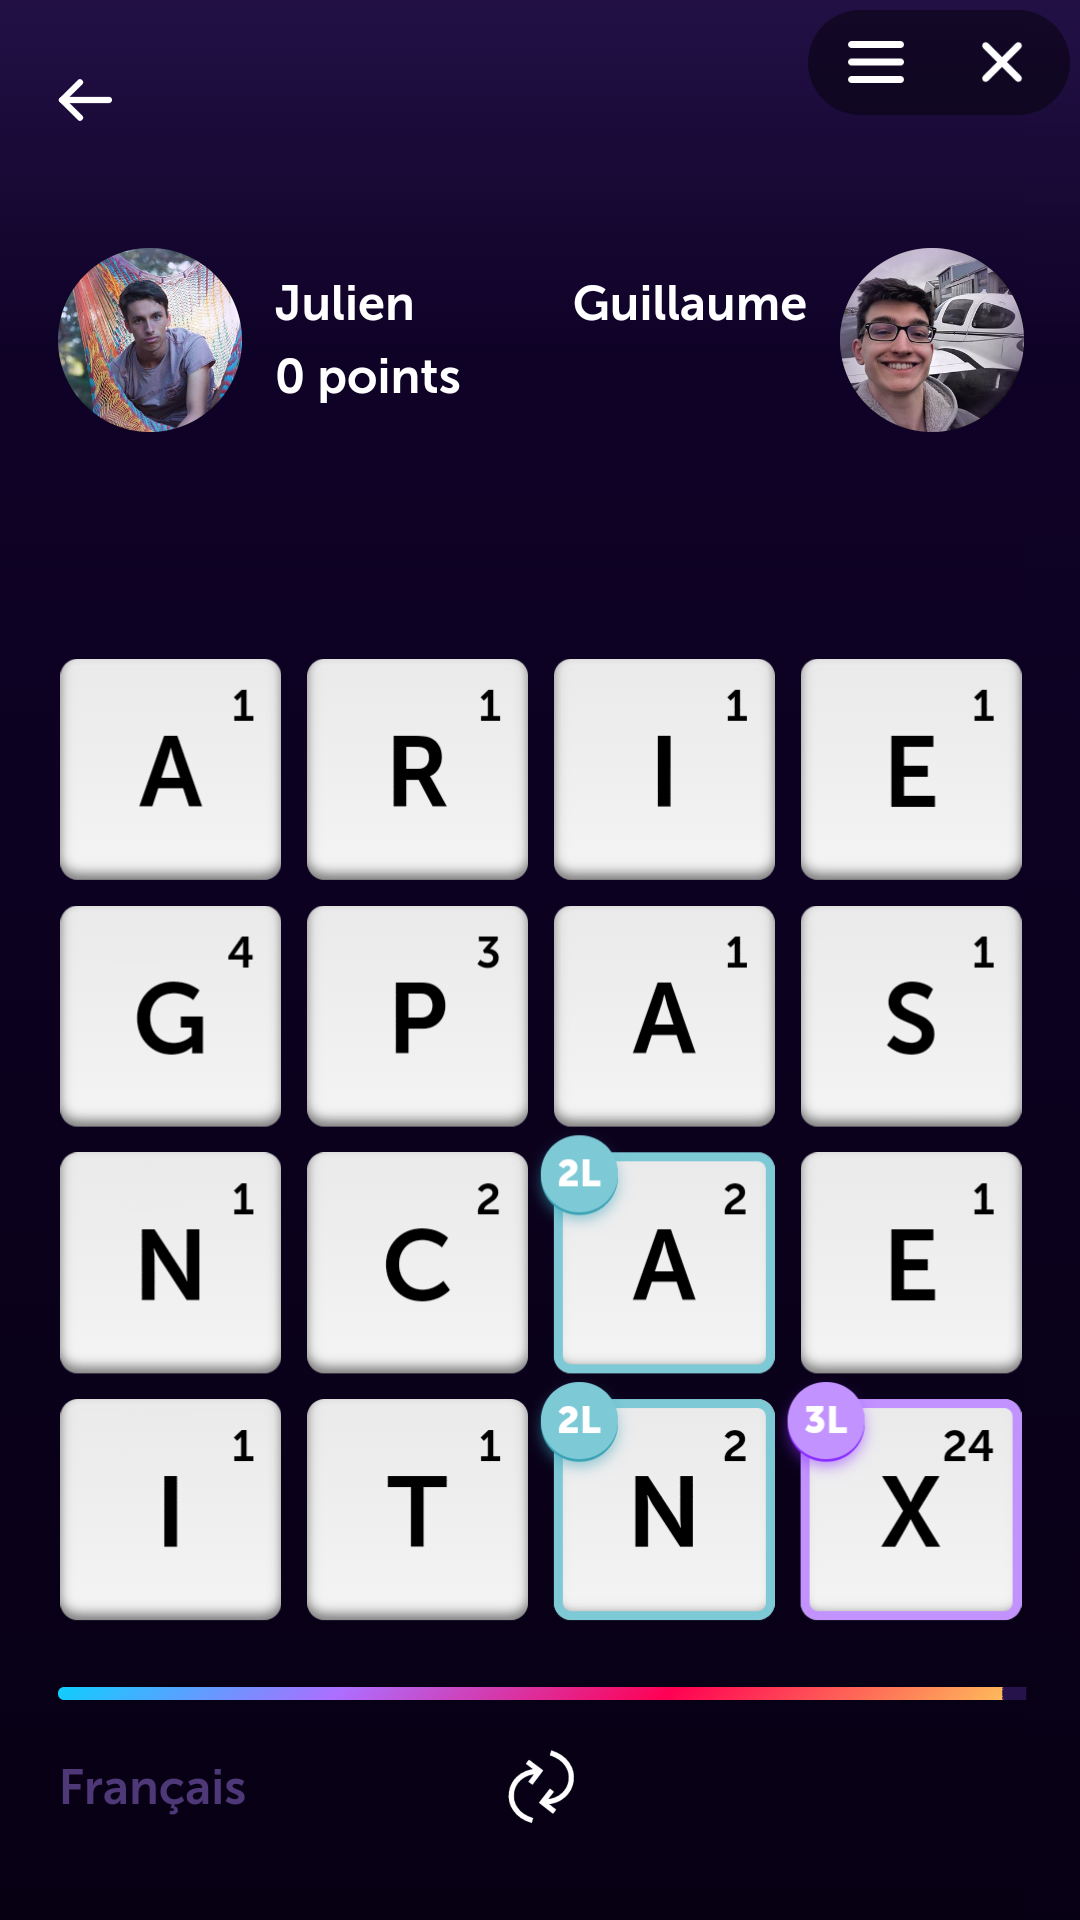 Julien
Guillaume
0 points
1 1 1 1
A R I E
4 3 1 1
G P A S
2L
1 2 2 1
N C A E
2L 3L
1 1 2 24
I T N X
Français